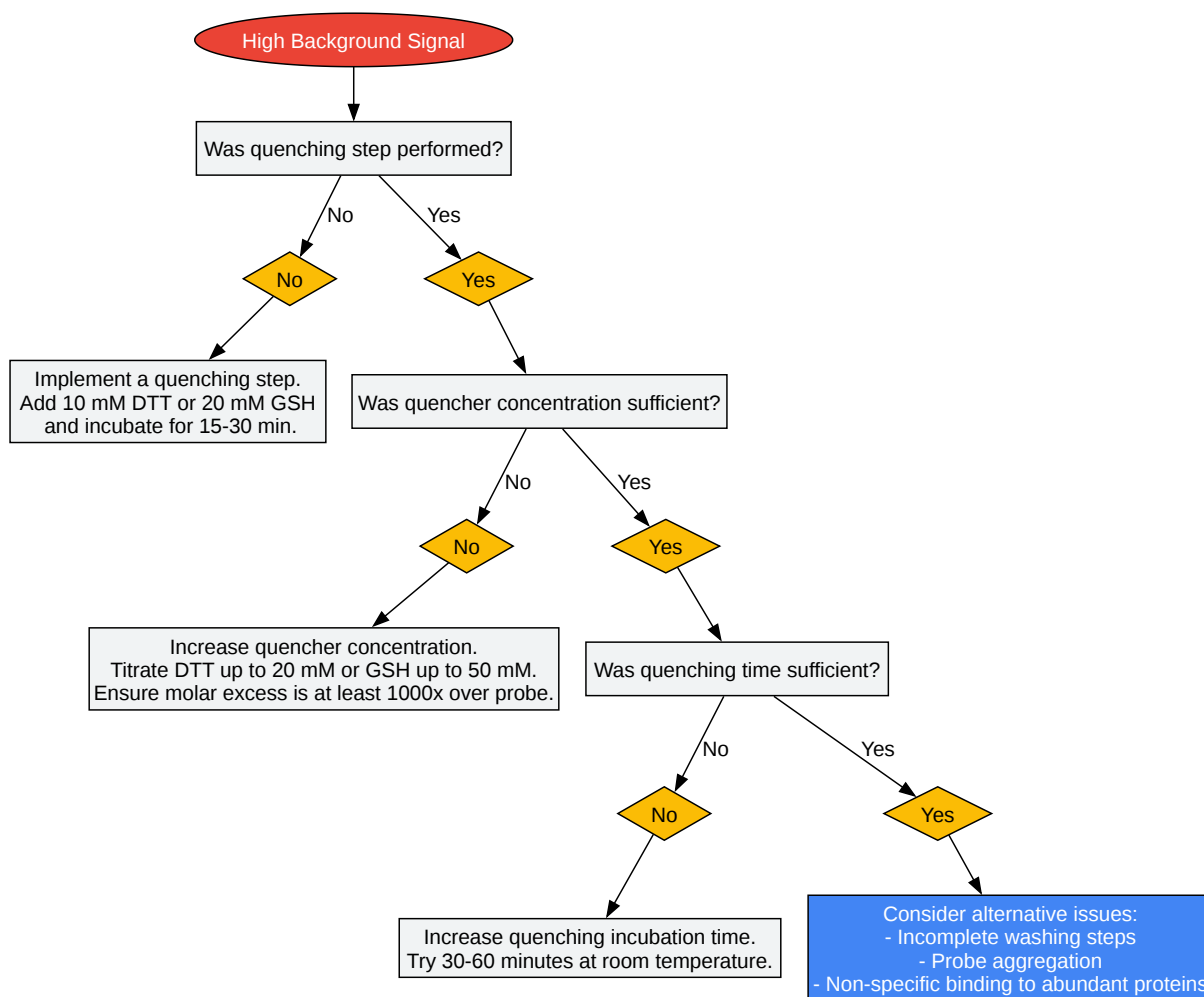 High Background Signal
Was quenching step performed?
No
Yes
No
Yes
Implement a quenching step.
Add 10 mM DTT or 20 mM GSH
and incubate for 15-30 min.
Was quencher concentration sufficient?
No
Yes
No
Yes
Increase quencher concentration.
Titrate DTT up to 20 mM or GSH up to 50 mM.
Ensure molar excess is at least 1000x over probe.
Was quenching time sufficient?
No
Yes
No
Yes
Increase quenching incubation time.
Try 30-60 minutes at room temperature.
Consider alternative issues:
- Incomplete washing steps
- Probe aggregation
- Non-specific binding to abundant proteins